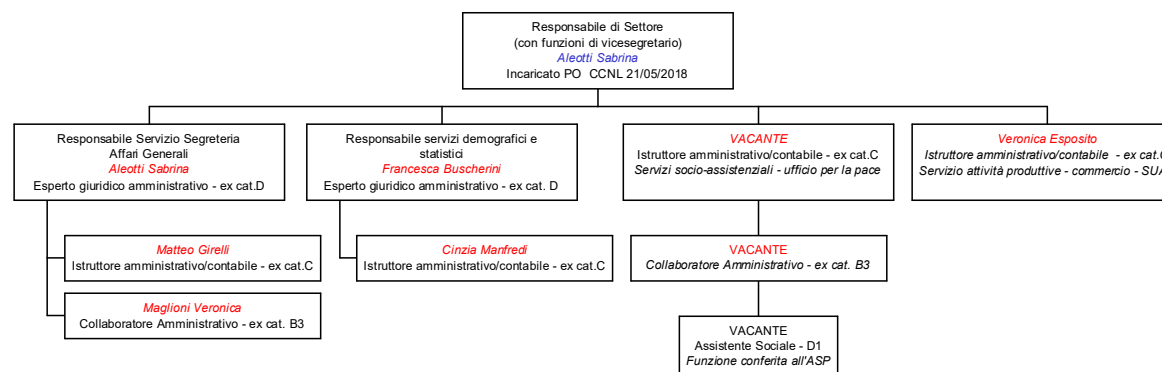 Responsabile di Settore
(con funzioni di vicesegretario)
Aleotti Sabrina
Incaricato PO CCNL 21/05/2018
Responsabile Servizio Segreteria
Affari Generali
Aleotti Sabrina
Esperto giuridico amministrativo - ex cat.D
Responsabile servizi demografici e
statistici
Francesca Buscherini
Esperto giuridico amministrativo - ex cat. D
VACANTE
Istruttore amministrativo/contabile - ex cat.C
Servizi socio-assistenziali - ufficio per la pace
Veronica Esposito
Istruttore amministrativo/contabile - ex cat.C
Servizio attività produttive - commercio - SUA
Matteo Girelli
Istruttore amministrativo/contabile - ex cat.C
Cinzia Manfredi
Istruttore amministrativo/contabile - ex cat.C
VACANTE
Collaboratore Amministrativo - ex cat. B3
Maglioni Veronica
Collaboratore Amministrativo - ex cat. B3
VACANTE
Assistente Sociale - D1
Funzione conferita all'ASP